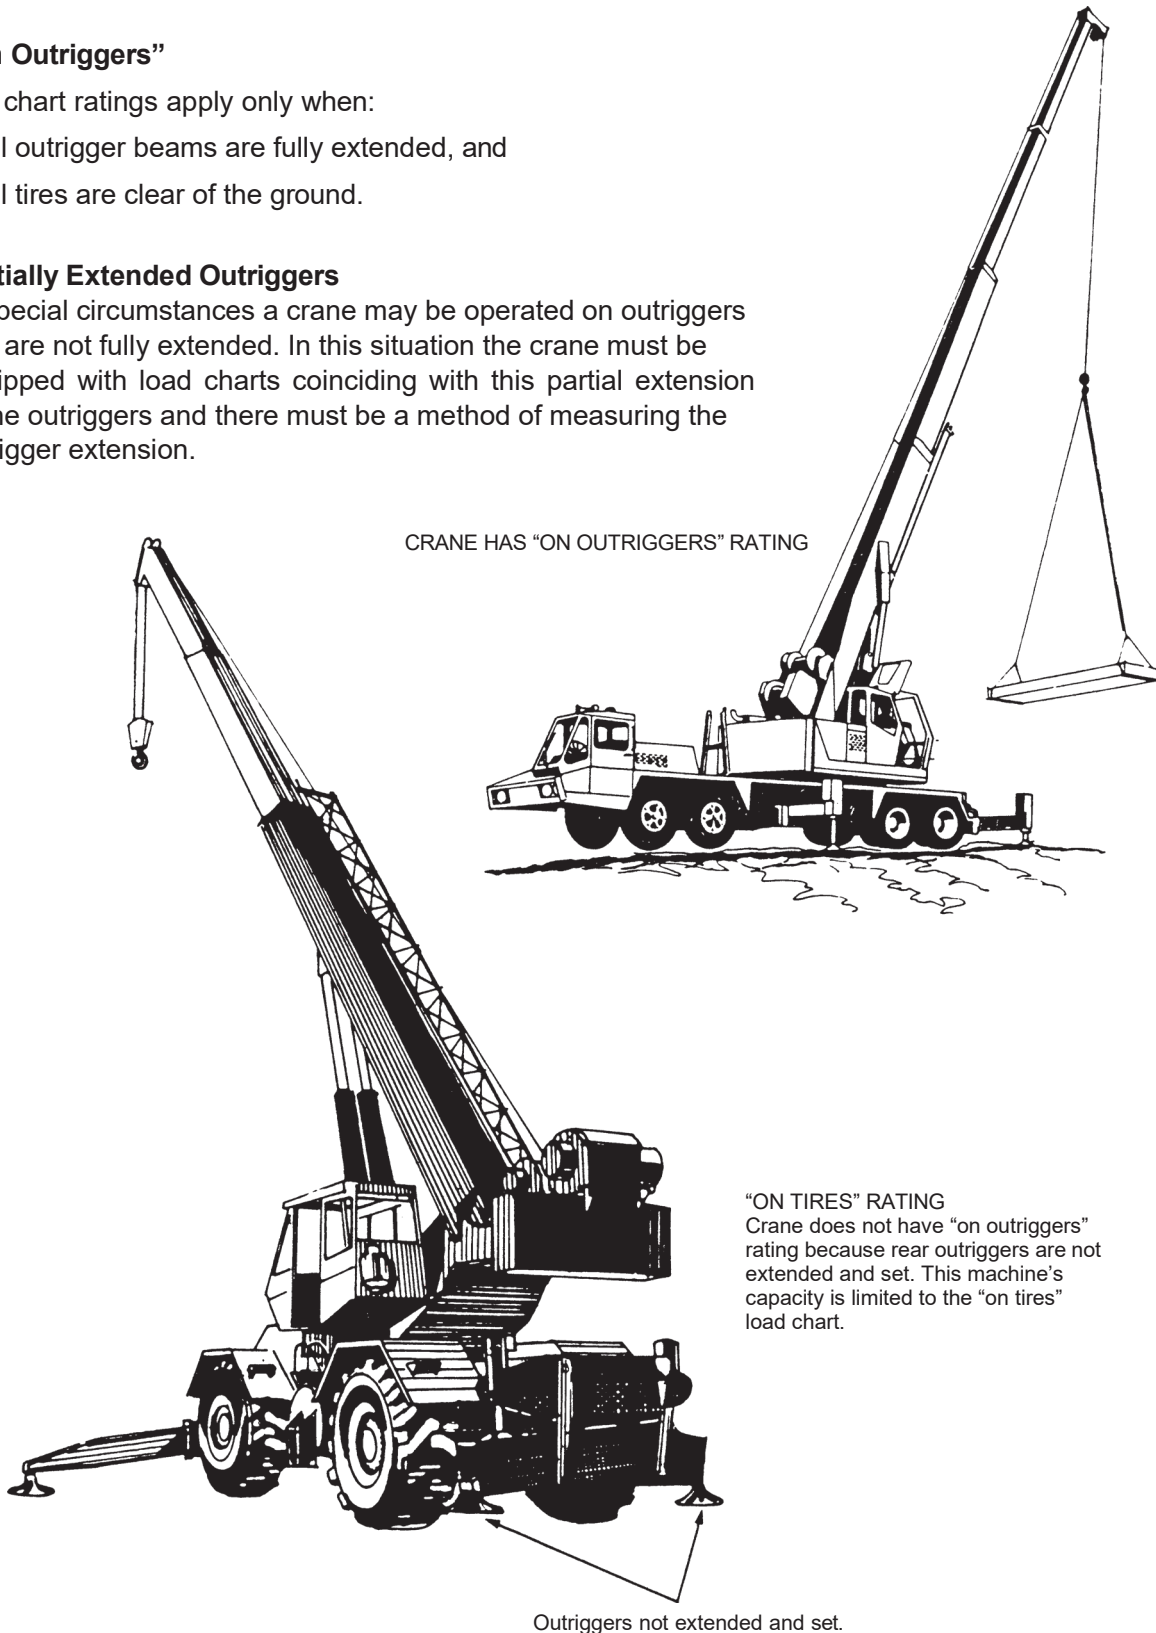 Outriggers”
chart ratings apply only when:
outrigger beams are fully extended, and
tires are clear of the ground.
Extended Outriggers
circumstances a crane may be operated on outriggers
are not fully extended. In this situation the crane must be
with load charts coinciding with this partial extension
outriggers and there must be a method of measuring the
extension.
CRANE HAS “ON OUTRIGGERS” RATING
“ON TIRES” RATING
Crane does not have “on outriggers”
rating because rear outriggers are not
extended and set. This machine’s
capacity is limited to the “on tires”
load chart.
Outriggers not extended and set.